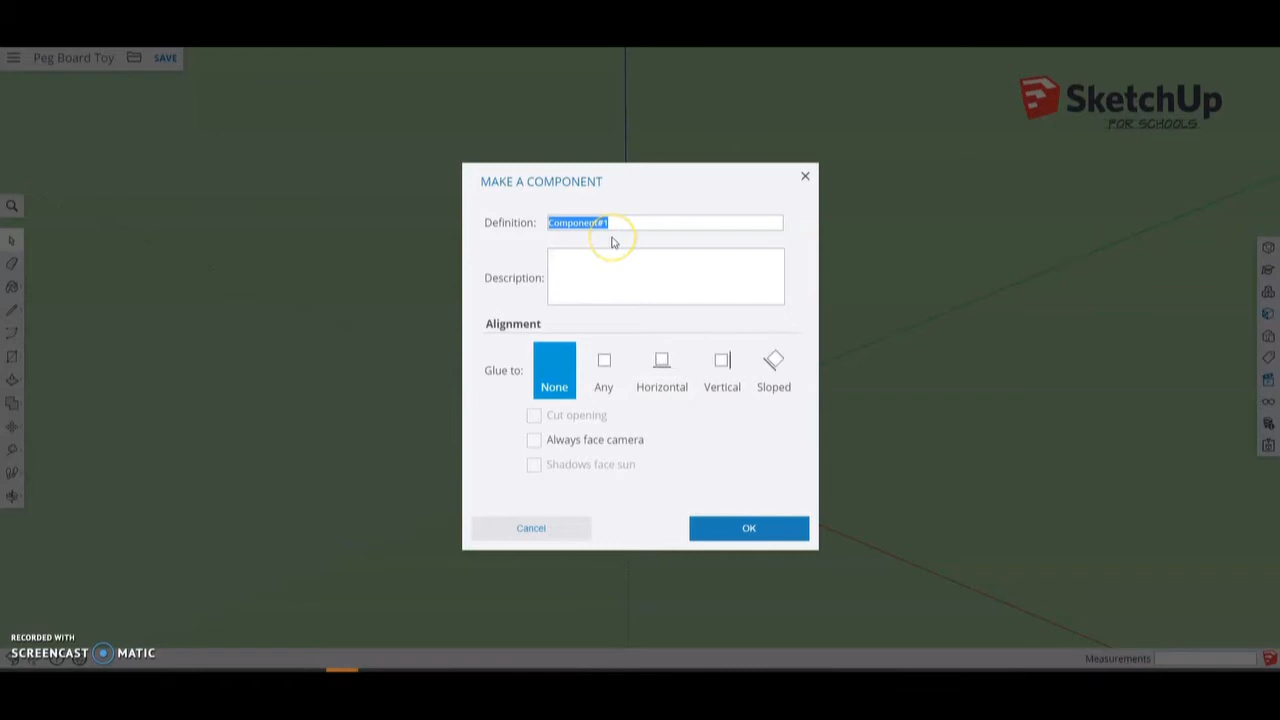 Peg Board Toy
SAVE
SketchUp
FOR SCHOOLS
MAKE A COMPONENT
Definition:
Component#1
Description:
Alignment
Glue to:
None
Any
Horizontal
Vertical
Sloped
Cut opening
Always face camera
Shadows face sun
Cancel
OK
RECORDED WITH
SCREENCAST MATIC
Measurements